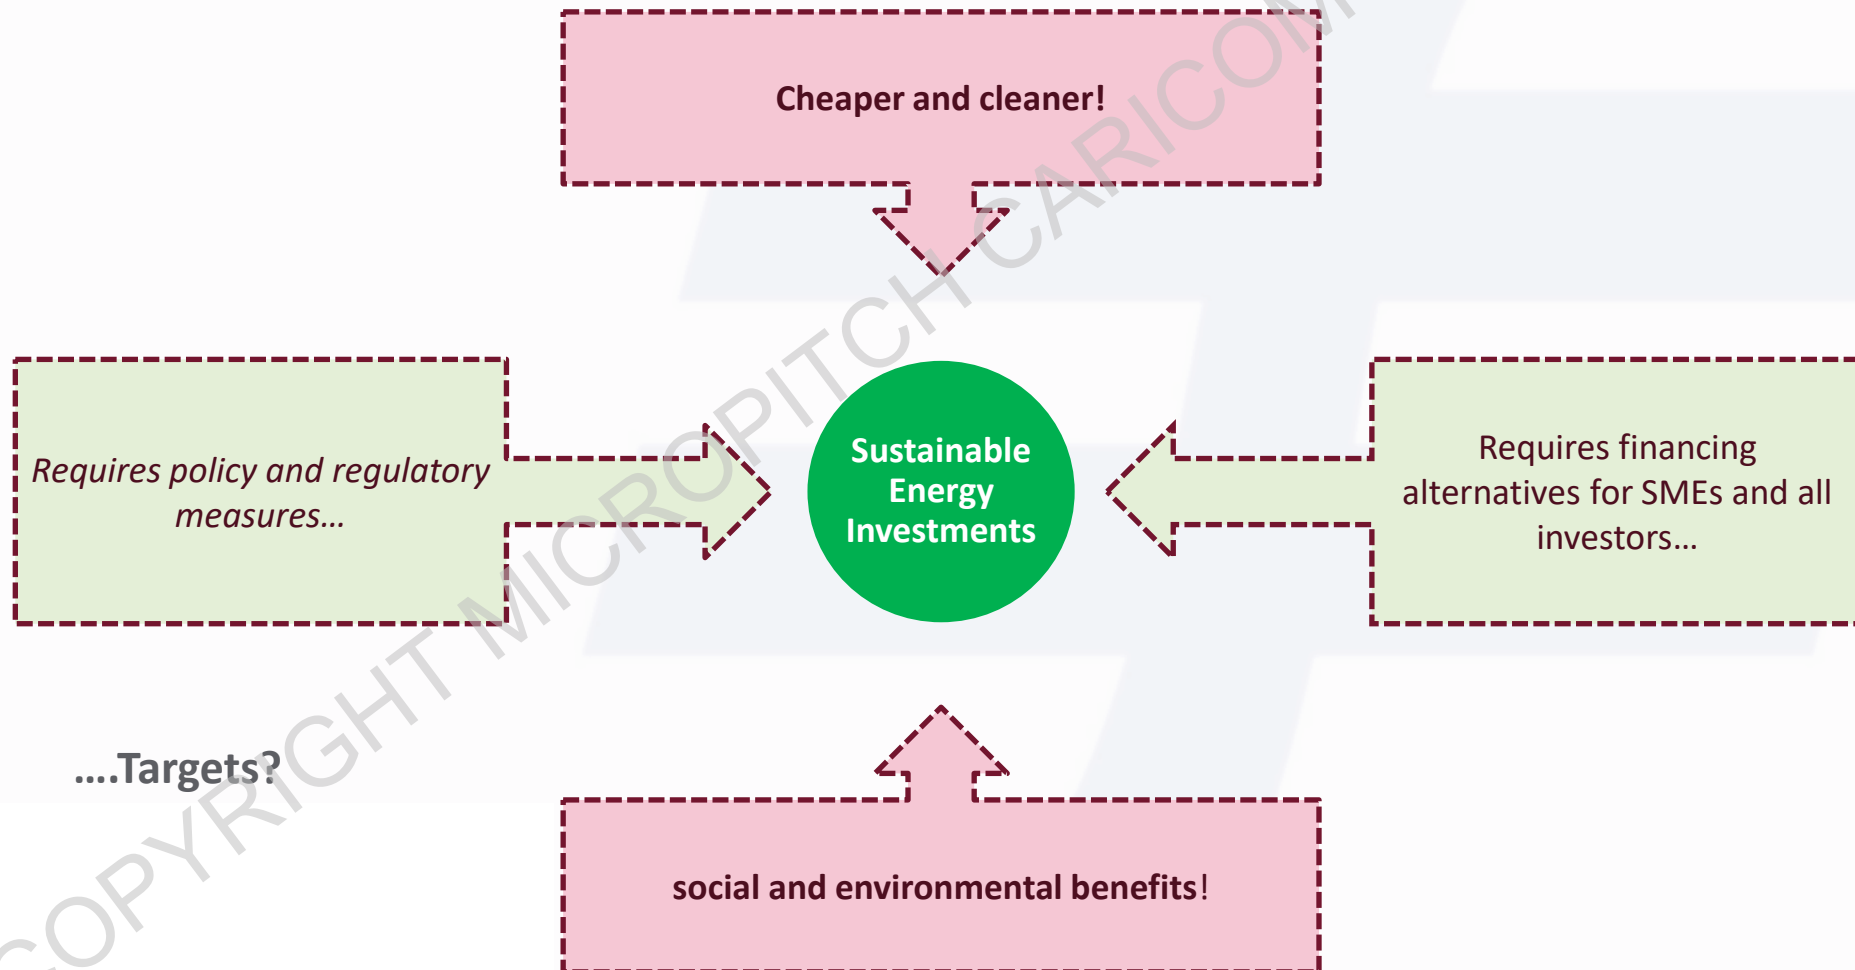 Cheaper and cleaner!
Requires policy and regulatory
measures...
Sustainable
Energy
Investments
Requires financing
alternatives for SMEs and all
investors...
....Targets?
social and environmental benefits!
COPYRIGHT MICROPITCH CARICOM